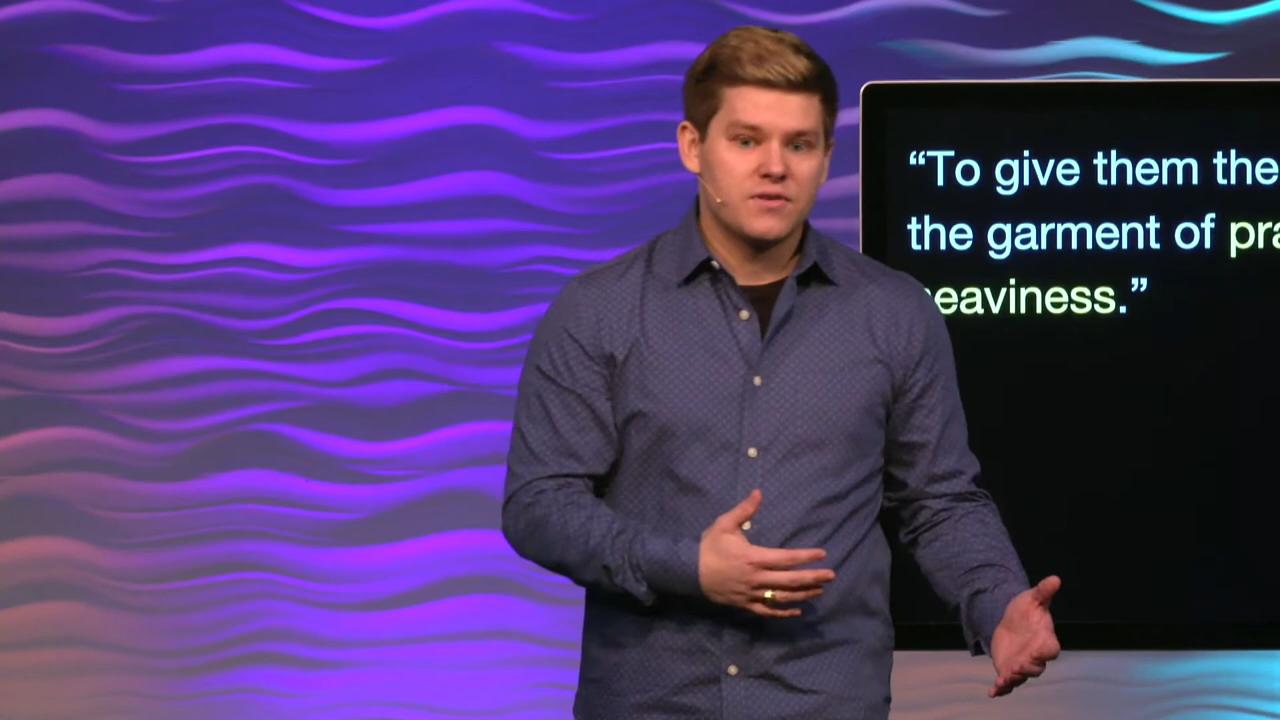 “To give them the
the garment of pra
eaviness.”